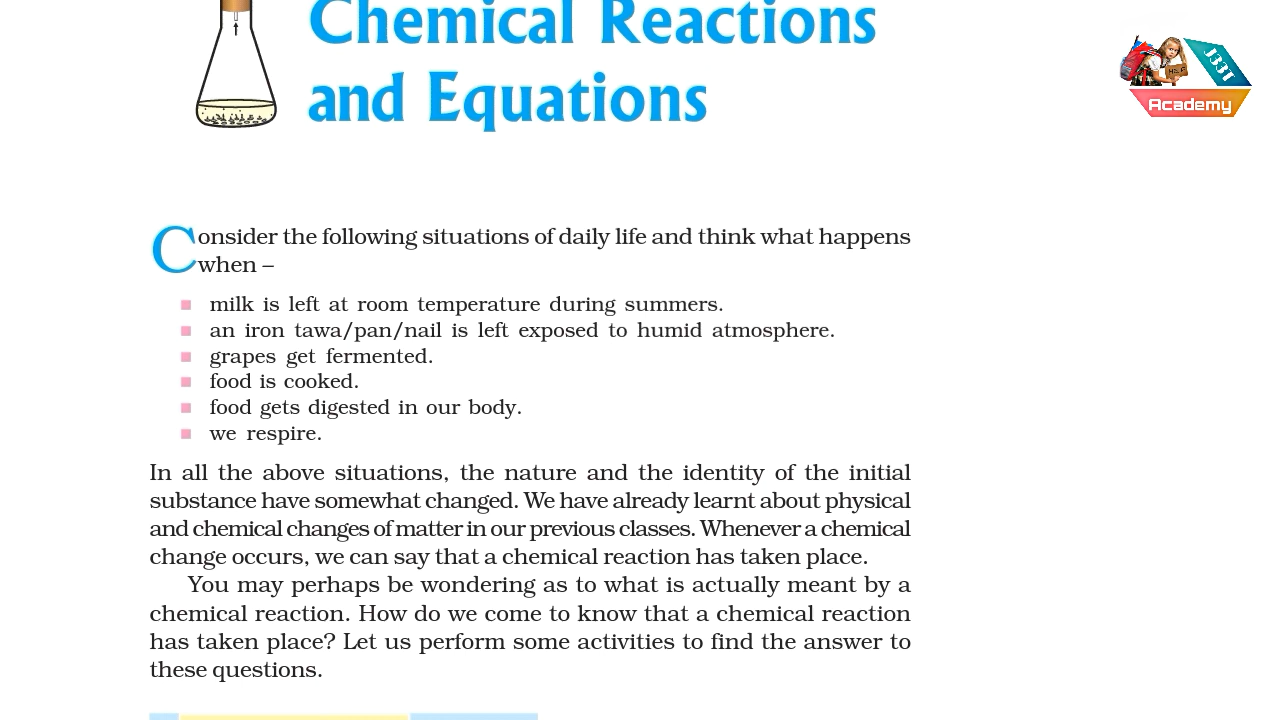 Chemical Reactions
and Equations
JJJI
Academy
Consider the following situations of daily life and think what happens
when –
milk is left at room temperature during summers.
an iron tawa/pan/nail is left exposed to humid atmosphere.
grapes get fermented.
food is cooked.
food gets digested in our body.
we respire.
In all the above situations, the nature and the identity of the initial
substance have somewhat changed. We have already learnt about physical
and chemical changes of matter in our previous classes. Whenever a chemical
change occurs, we can say that a chemical reaction has taken place.
You may perhaps be wondering as to what is actually meant by a
chemical reaction. How do we come to know that a chemical reaction
has taken place? Let us perform some activities to find the answer to
these questions.